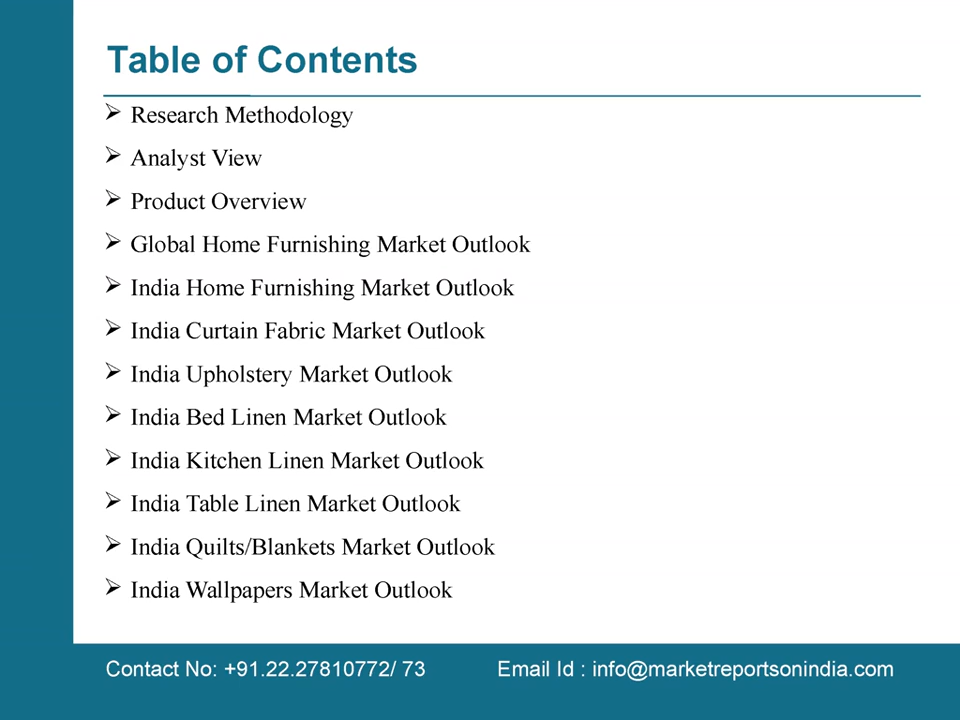 Table of Contents
➢ Research Methodology
➢ Analyst View
➢ Product Overview
➢ Global Home Furnishing Market Outlook
➢ India Home Furnishing Market Outlook
➢ India Curtain Fabric Market Outlook
➢ India Upholstery Market Outlook
➢ India Bed Linen Market Outlook
➢ India Kitchen Linen Market Outlook
➢ India Table Linen Market Outlook
➢ India Quilts/Blankets Market Outlook
➢ India Wallpapers Market Outlook
Contact No: +91.22.27810772/ 73 Email Id : info@marketreportsonindia.com